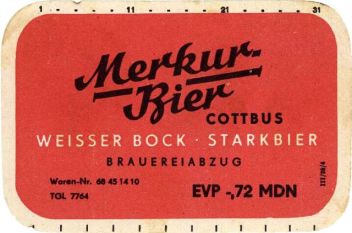 1 11 21 31
Merkur-
Bier
COTTBUS
WEISSER BOCK · STARKBIER
BRAUEREIABZUG
Waren-Nr. 68 45 14 10
TGL 7764
EVP -,72 MDN